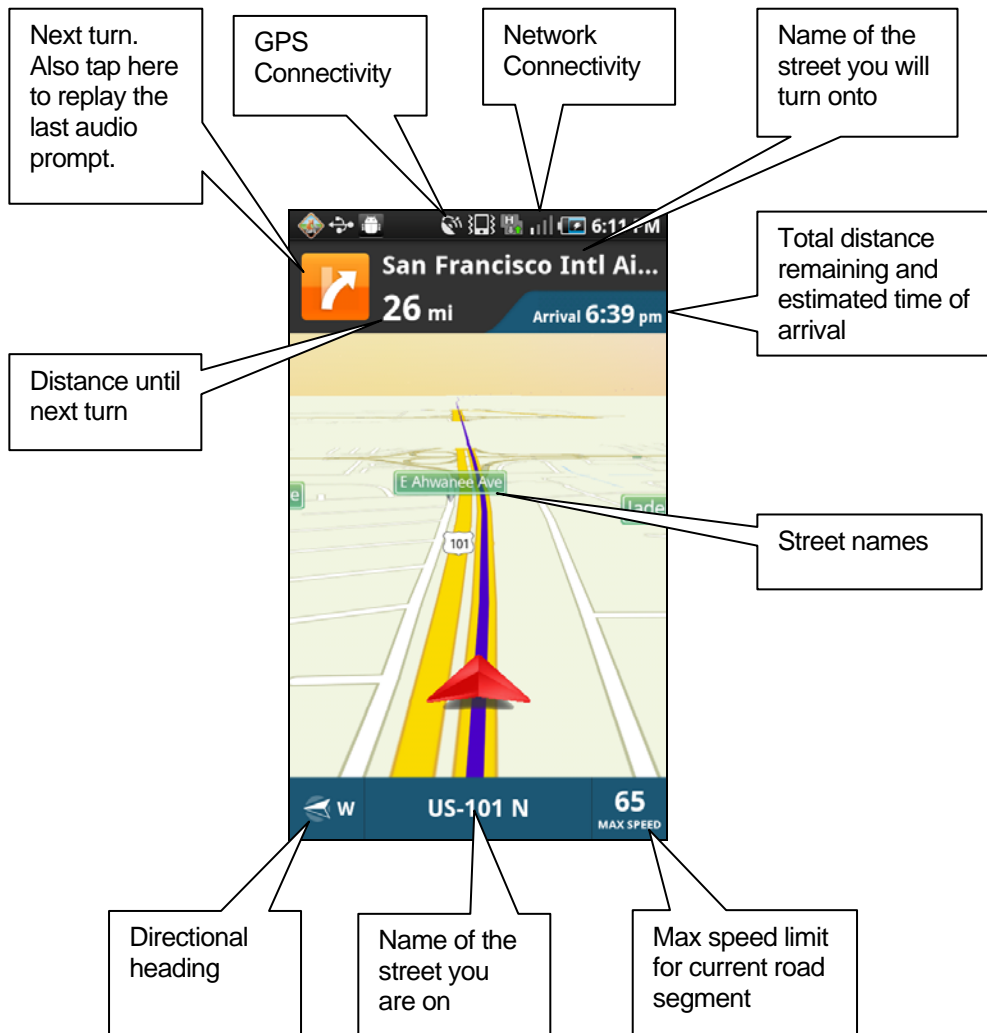 Next turn.
Also tap here
to replay the
last audio
prompt.
GPS
Connectivity
Network
Connectivity
Name of the
street you will
turn onto
6:11 PM
San Francisco Intl Ai...
26 mi
Arrival 6:39 pm
Total distance
remaining and
estimated time of
arrival
Distance until
next turn
E Ahwanee Ave
e
Jade
101
Street names
W
US-101 N
65
MAX SPEED
Directional
heading
Name of the
street you
are on
Max speed limit
for current road
segment